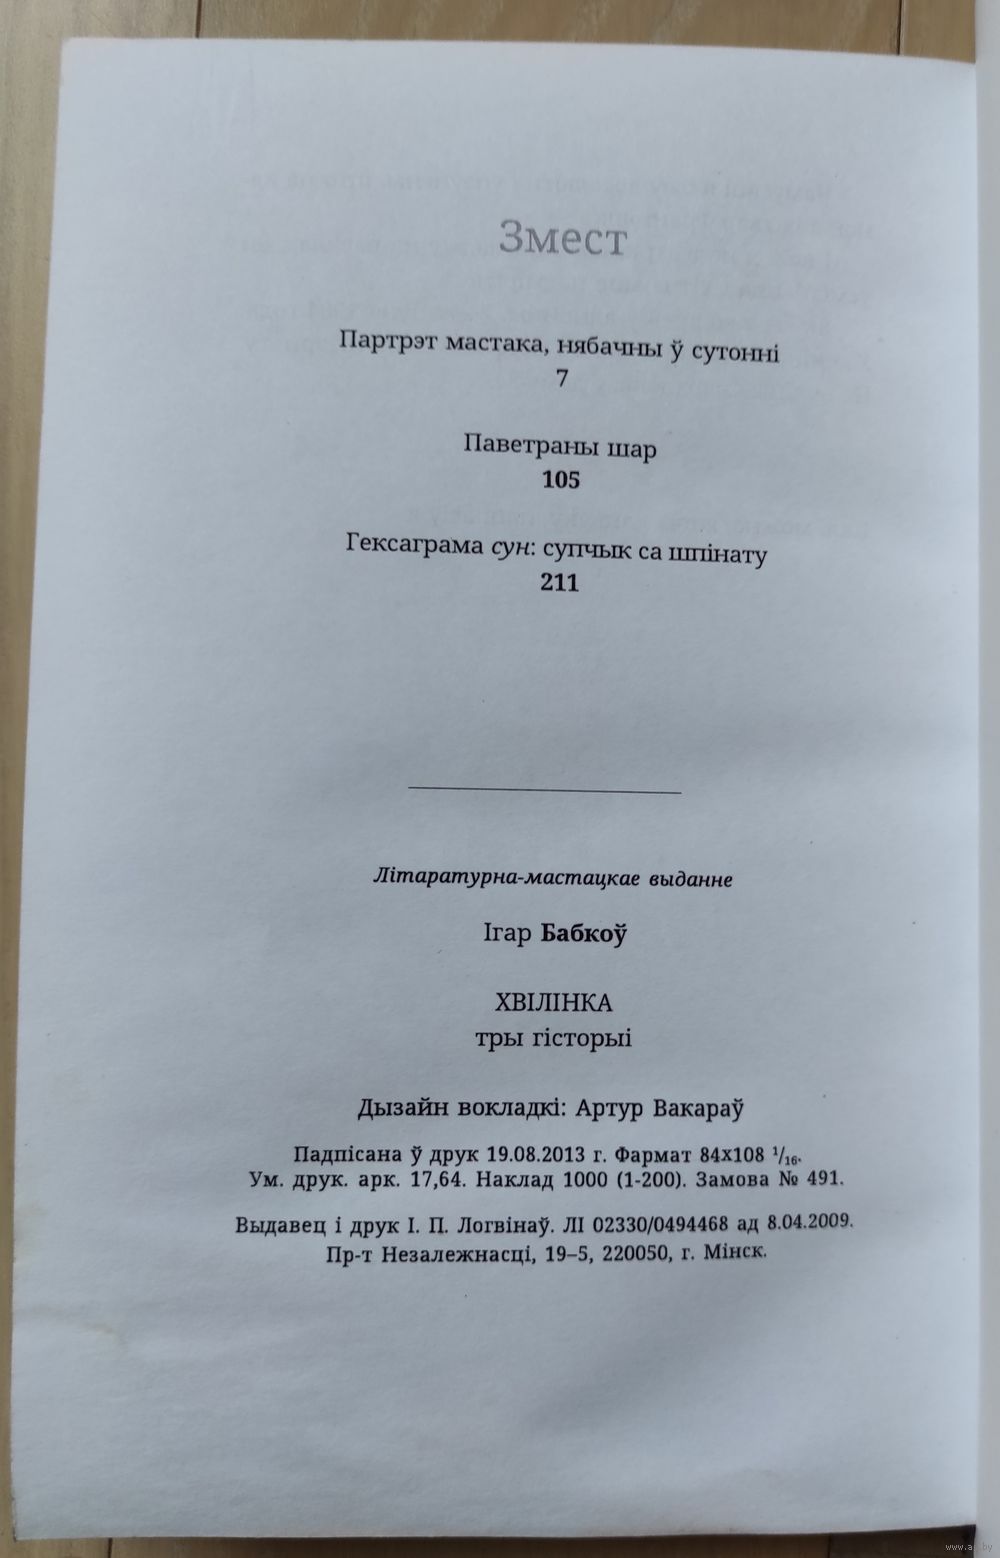 Змест
Партрэт мастака, нябачны ў сутонні
7
Паветраны шар
105
Гексаграма сун: супчык са шпінату
211
Літаратурна-мастацкае выданне
Ігар Бабкоў
ХВІЛІНКА
тры гісторыі
Дызайн вокладкі: Артур Вакараў
Падпісана ў друк 19.08.2013 г. Фармат 84х108 ¹/₁₆.
Ум. друк. арк. 17,64. Наклад 1000 (1-200). Замова № 491.
Выдавец і друк І. П. Логвінаў. ЛІ 02330/0494468 ад 8.04.2009.
Пр-т Незалежнасці, 19–5, 220050, г. Мінск.